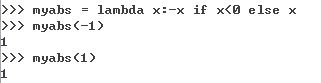 >>> myabs = lambda x:-x if x<0 else x
>>> myabs(-1)
1
>>> myabs(1)
1